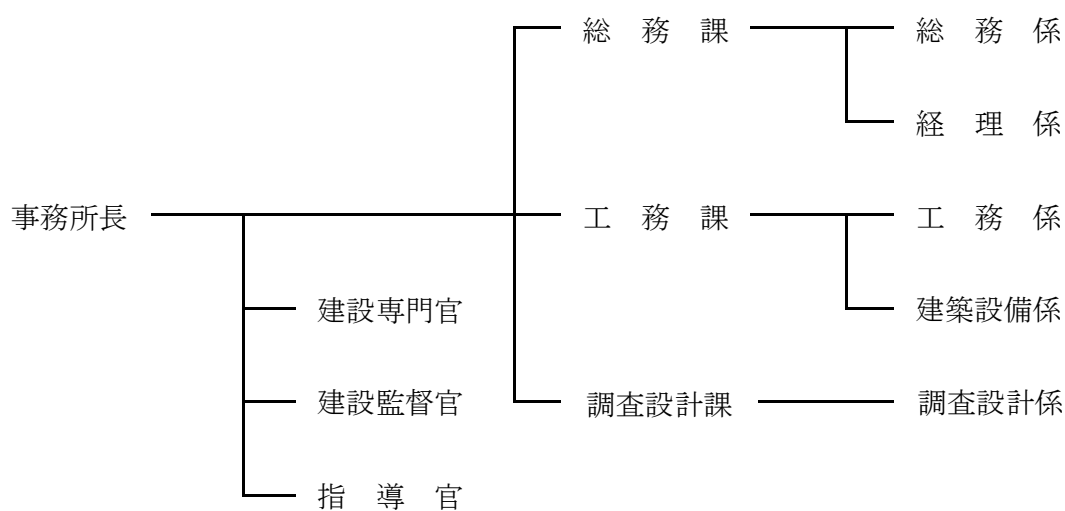 総　務　課　総　務　係
経　理　係
事務所長　工　務　課　工　務　係
建設専門官　建築設備係
建設監督官　調査設計課　調査設計係
指　導　官